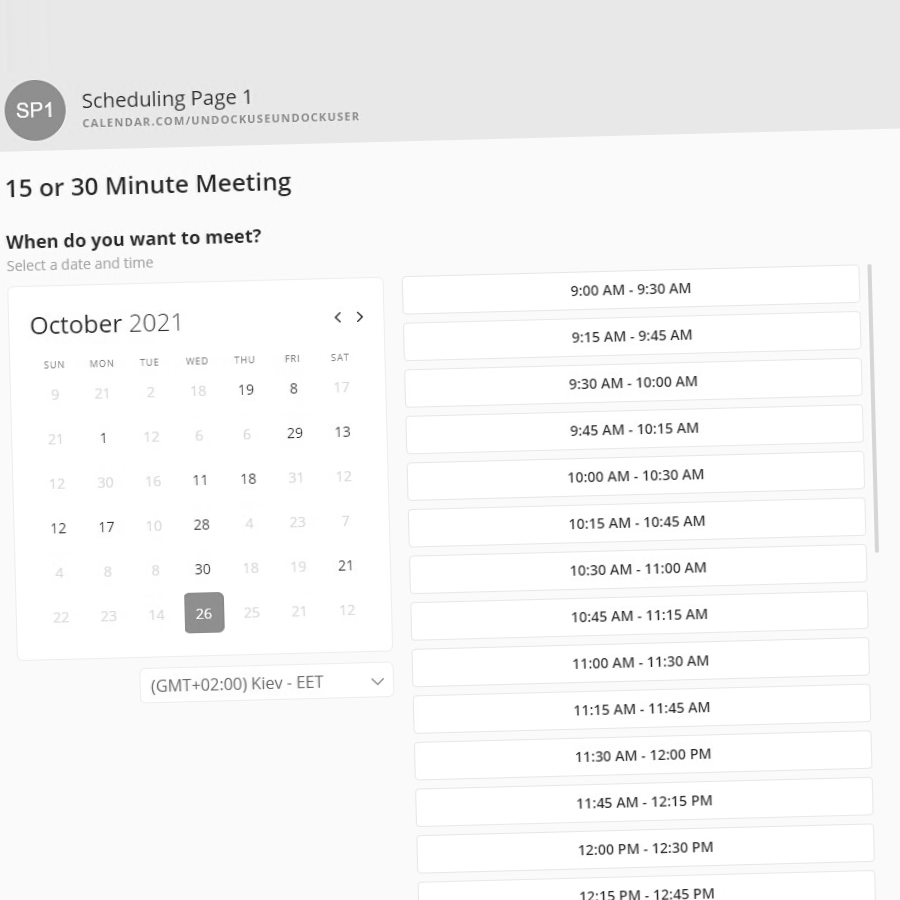 SP1
Scheduling Page 1
CALENDAR.COM/UNDOCKUSEUNDOCKUSER
15 or 30 Minute Meeting
When do you want to meet?
Select a date and time
October 2021
SUN MON TUE WED THU FRI SAT
9 21 2 18 19 8 17
21 1 12 6 6 29 13
12 30 16 11 18 31 12
12 17 10 28 4 23 7
4 8 8 30 18 19 21
22 23 14 26 25 21 12
(GMT+02:00) Kiev - EET
9:00 AM - 9:30 AM
9:15 AM - 9:45 AM
9:30 AM - 10:00 AM
9:45 AM - 10:15 AM
10:00 AM - 10:30 AM
10:15 AM - 10:45 AM
10:30 AM - 11:00 AM
10:45 AM - 11:15 AM
11:00 AM - 11:30 AM
11:15 AM - 11:45 AM
11:30 AM - 12:00 PM
11:45 AM - 12:15 PM
12:00 PM - 12:30 PM
12:15 PM - 12:45 PM